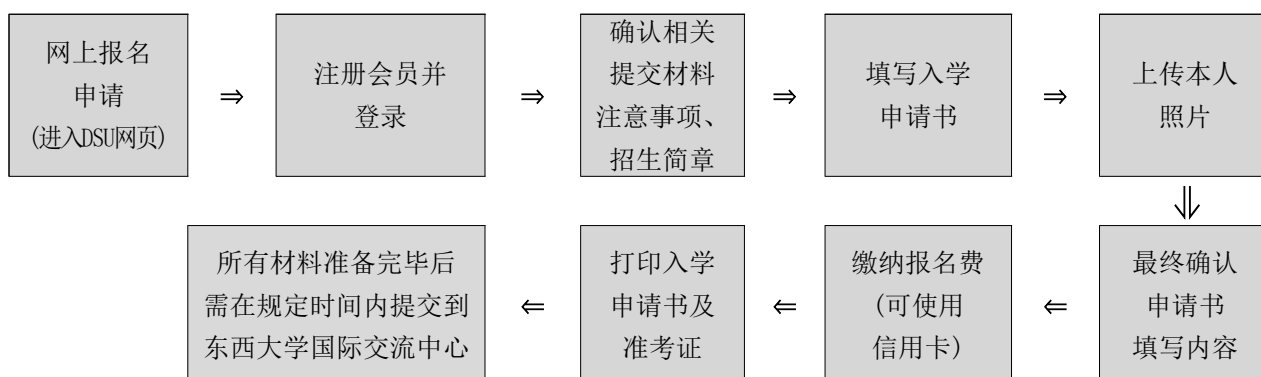 网上报名
申请
(进入DSU网页)
⇒
注册会员并
登录
⇒
确认相关
提交材料
注意事项、
招生简章
⇒
填写入学
申请书
⇒
上传本人
照片
⇓
最终确认
申请书
填写内容
⇐
缴纳报名费
(可使用
信用卡)
⇐
打印入学
申请书及
准考证
⇐
所有材料准备完毕后
需在规定时间内提交到
东西大学国际交流中心